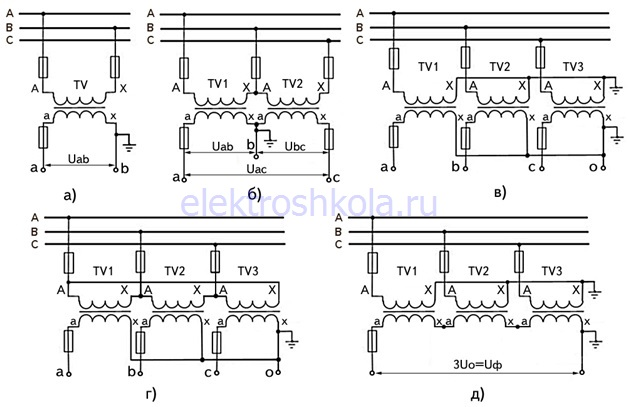 A
B
C
TV
A X
a x
a Uab b
а)
TV1 TV2
A X A X
a x a x
Uab b Ubc
a Uac c
б)
A
B
C
TV1 TV2 TV3
A X A X A X
a x a x a x
a b c o
в)
elektroshkola.ru
A
B
C
TV1 TV2 TV3
A X A X A X
a x a x a x
a b c o
г)
TV1 TV2 TV3
A X A X A X
a x a x a x
3Uo=Uф
д)